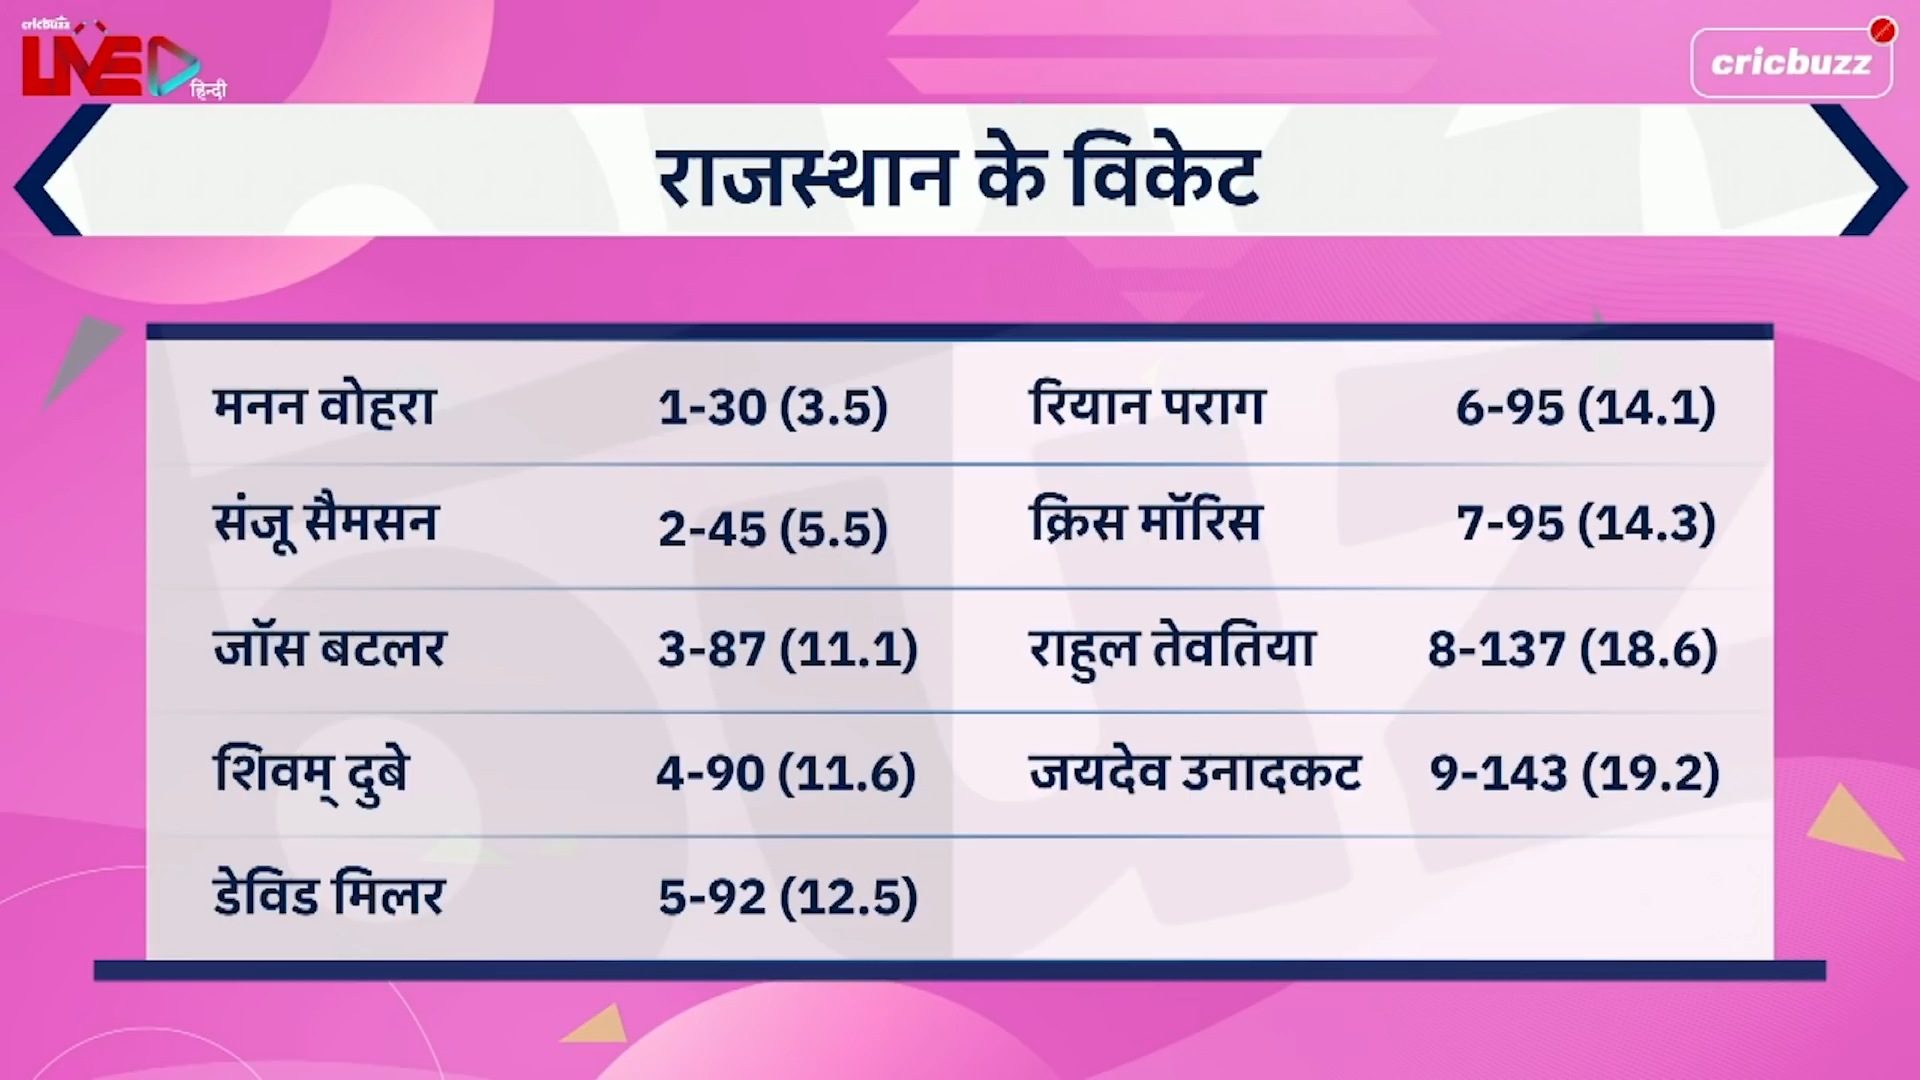 cricbuzz
LIVE
हिन्दी
cricbuzz
राजस्थान के विकेट
मनन वोहरा 1-30 (3.5)
संजू सैमसन 2-45 (5.5)
जॉस बटलर 3-87 (11.1)
शिवम् दुबे 4-90 (11.6)
डेविड मिलर 5-92 (12.5)
रियान पराग 6-95 (14.1)
क्रिस मॉरिस 7-95 (14.3)
राहुल तेवतिया 8-137 (18.6)
जयदेव उनादकट 9-143 (19.2)